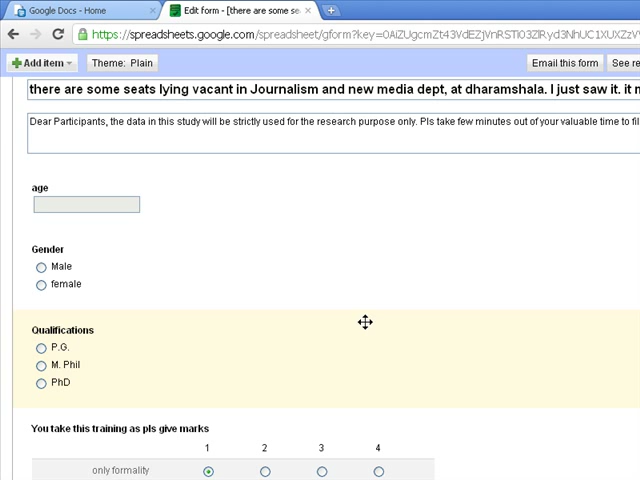 Google Docs - Home
Edit form - [there are some se
https://spreadsheets.google.com/spreadsheet/gform?key=
Add item
Theme: Plain
Email this form
See re
there are some seats lying vacant in Journalism and new media dept, at dharamshala. I just saw it. it
Dear Participants, the data in this study will be strictly used for the research purpose only. Pls take few minutes out of your valuable time to fil
age
Gender
Male
female
Qualifications
P.G.
M. Phil
PhD
You take this training as pls give marks
1 2 3 4
only formality